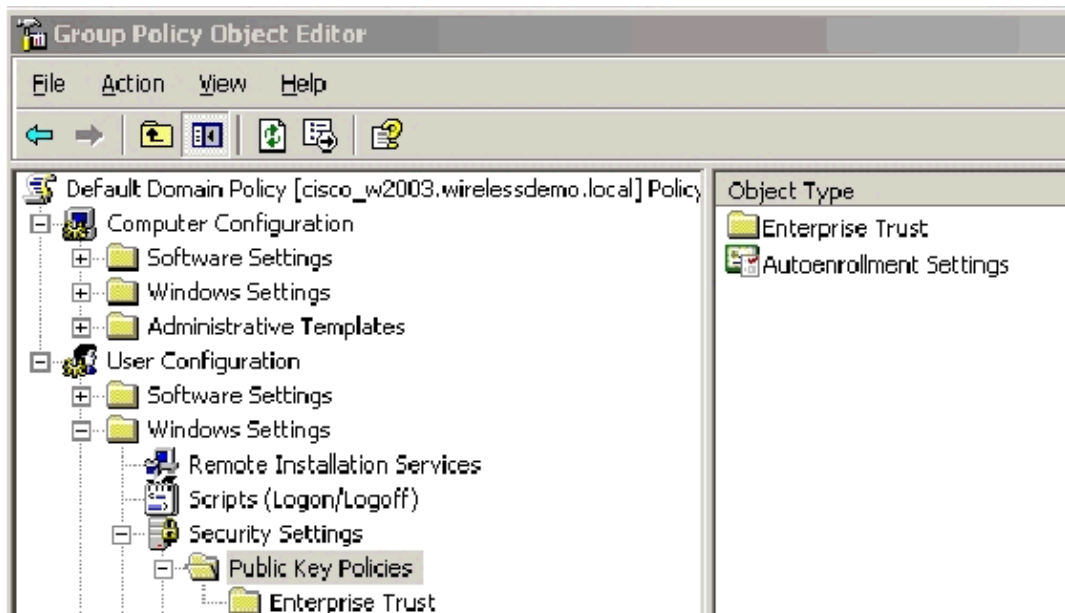 Group Policy Object Editor
File Action View Help
Default Domain Policy [cisco_w2003.wirelessdemo.local] Policy
Computer Configuration
Software Settings
Windows Settings
Administrative Templates
User Configuration
Software Settings
Windows Settings
Remote Installation Services
Scripts (Logon/Logoff)
Security Settings
Public Key Policies
Enterprise Trust
Object Type
Enterprise Trust
Autoenrollment Settings